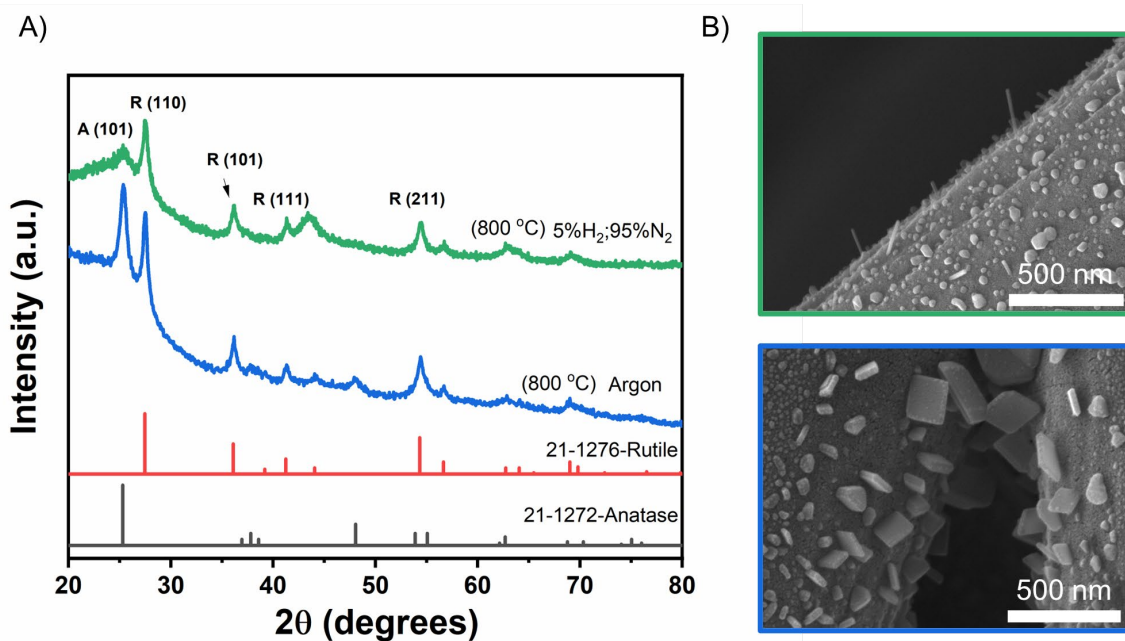 A)
B)
A (101)
R (110)
R (101)
R (111)
R (211)
(800 °C) 5%H₂;95%N₂
(800 °C) Argon
21-1276-Rutile
21-1272-Anatase
Intensity (a.u.)
20 30 40 50 60 70 80
2θ (degrees)
500 nm
500 nm